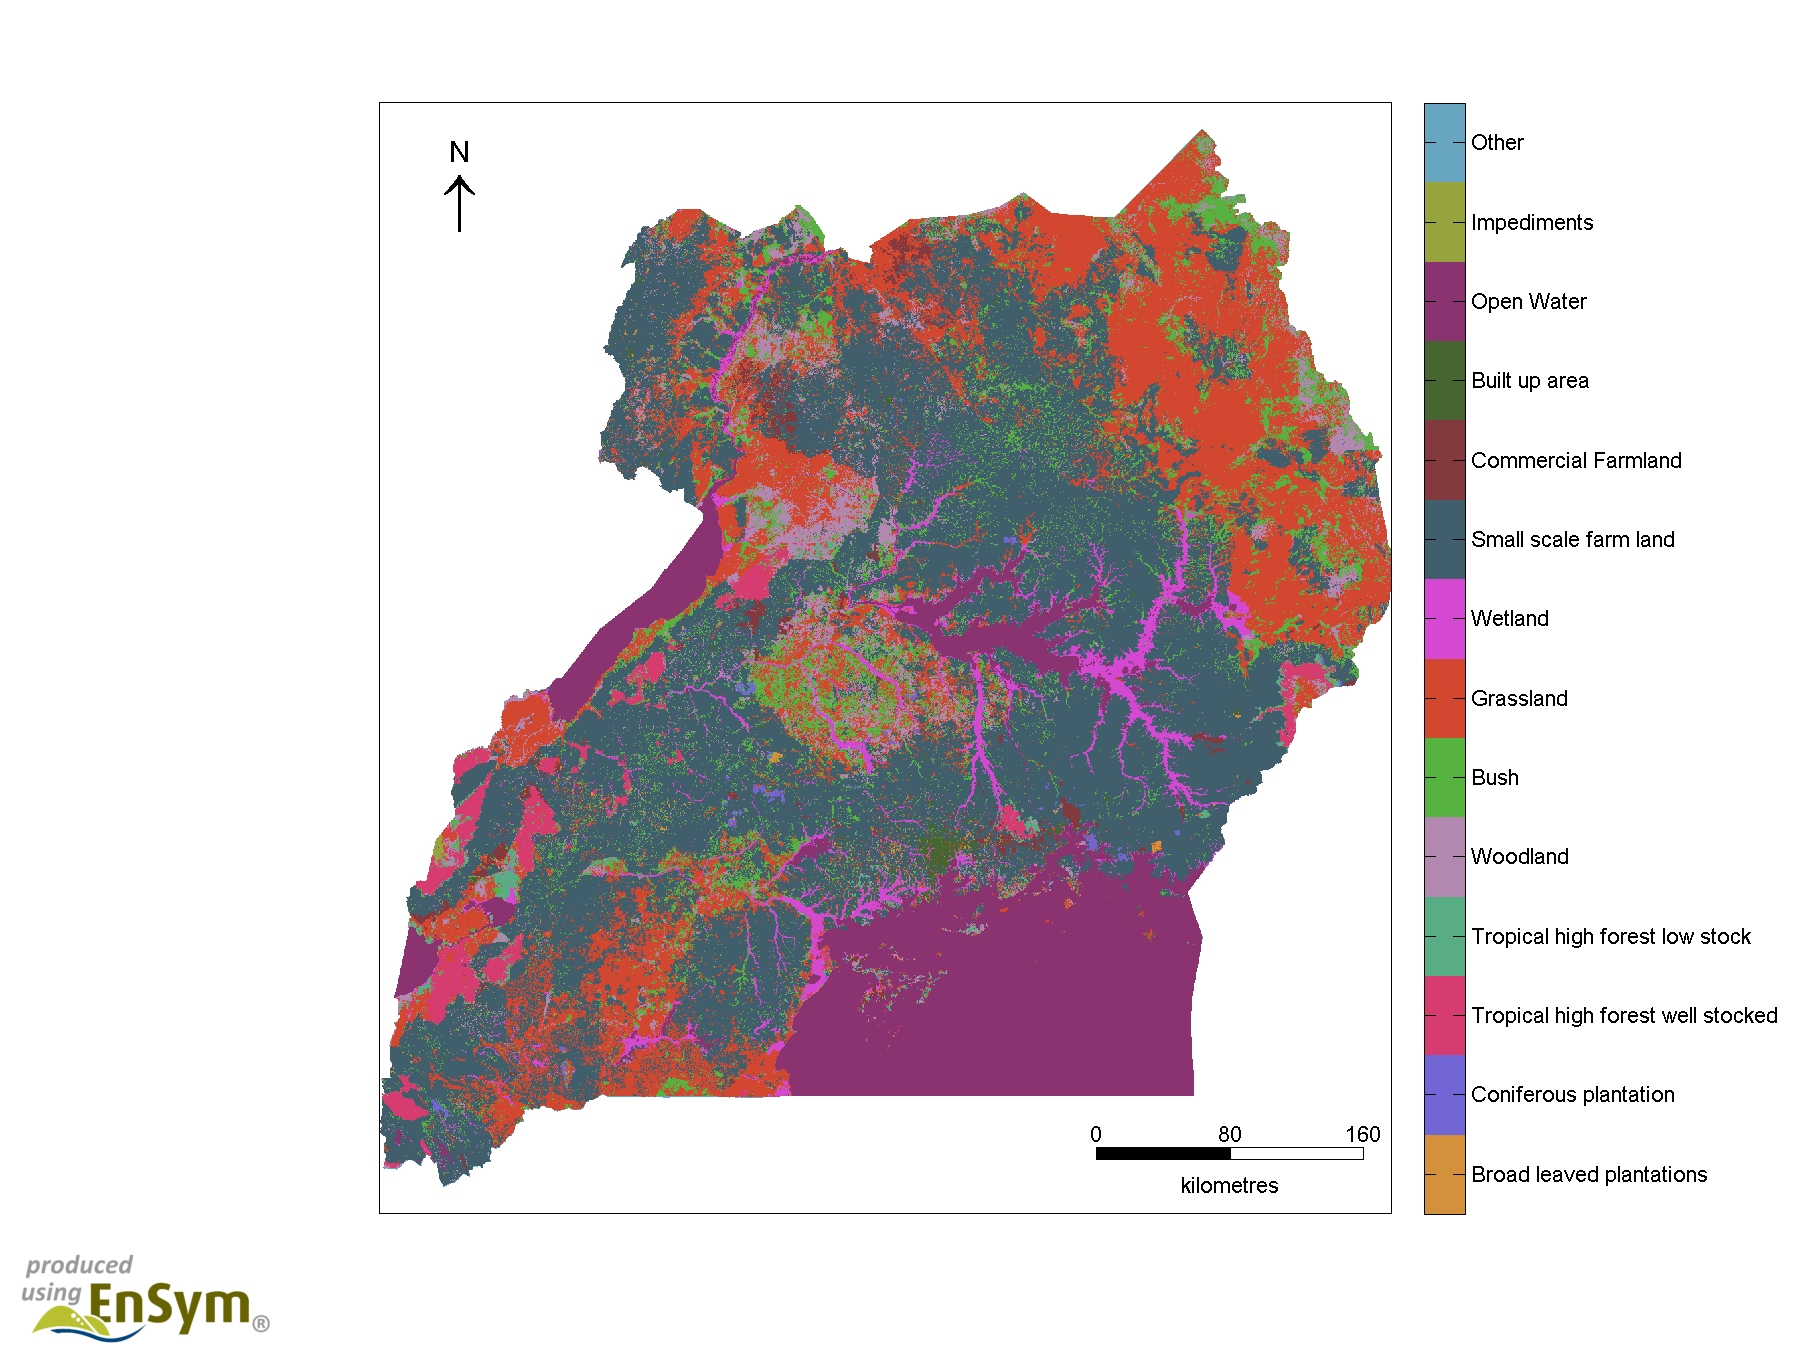 N
Other
Impediments
Open Water
Built up area
Commercial Farmland
Small scale farm land
Wetland
Grassland
Bush
Woodland
Tropical high forest low stock
Tropical high forest well stocked
Coniferous plantation
Broad leaved plantations
0 80 160
kilometres
produced
using EnSym®